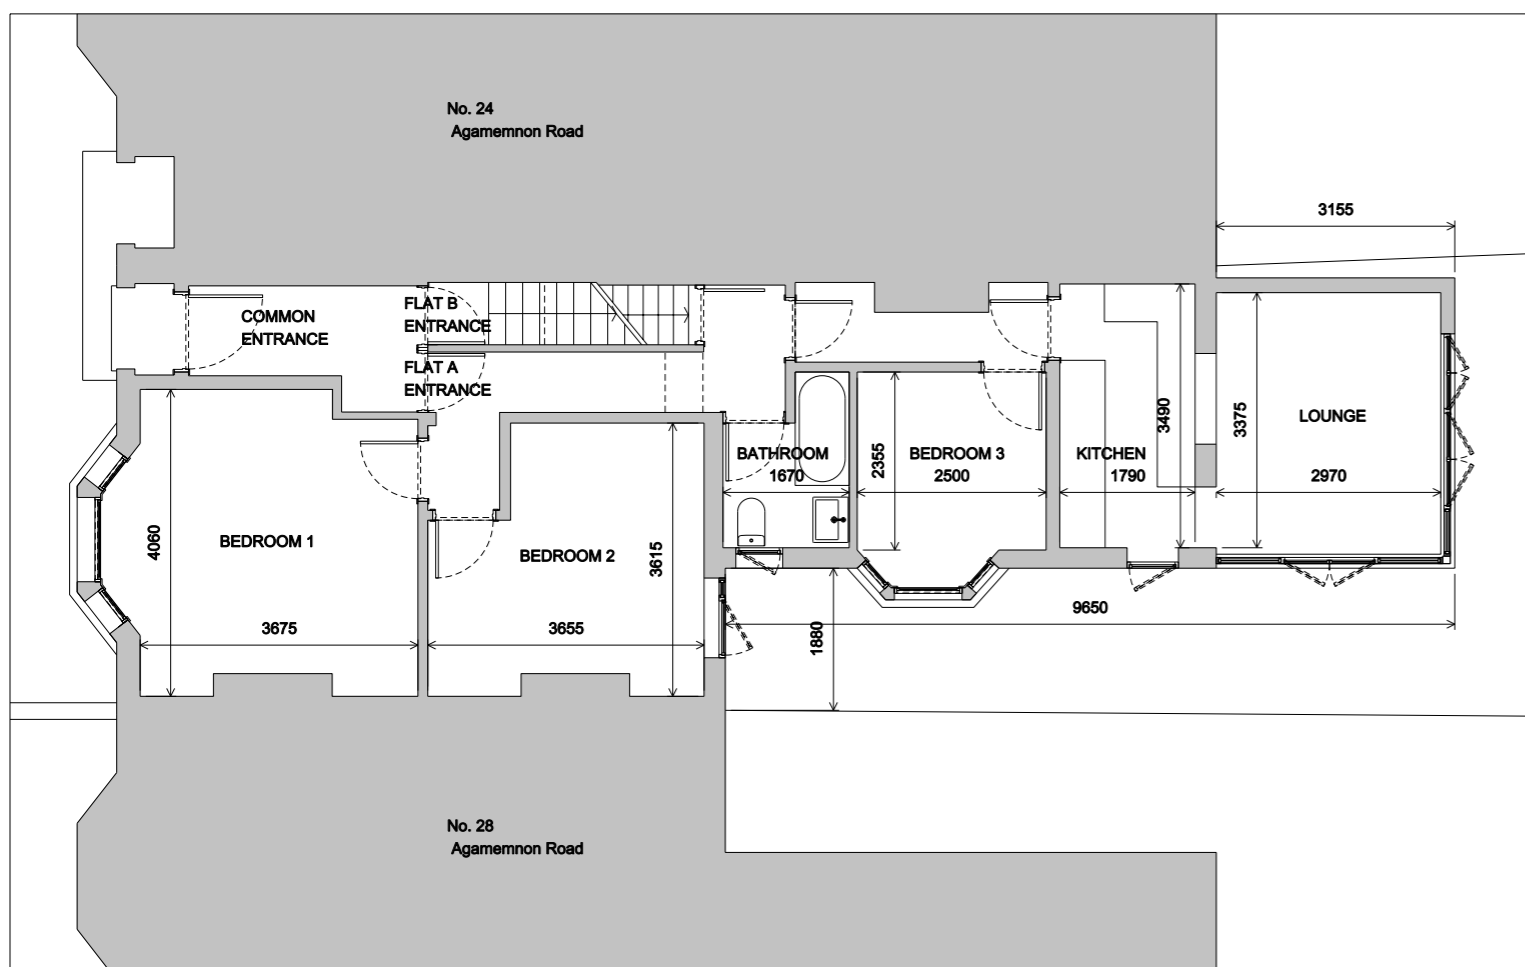 No. 24
Agamemnon Road
3155
COMMON
ENTRANCE
FLAT B
ENTRANCE
FLAT A
ENTRANCE
BATHROOM
1670
2355
BEDROOM 3
2500
KITCHEN
1790
3490
3375
LOUNGE
2970
4060
BEDROOM 1
3675
BEDROOM 2
3615
3655
1880
9650
No. 28
Agamemnon Road